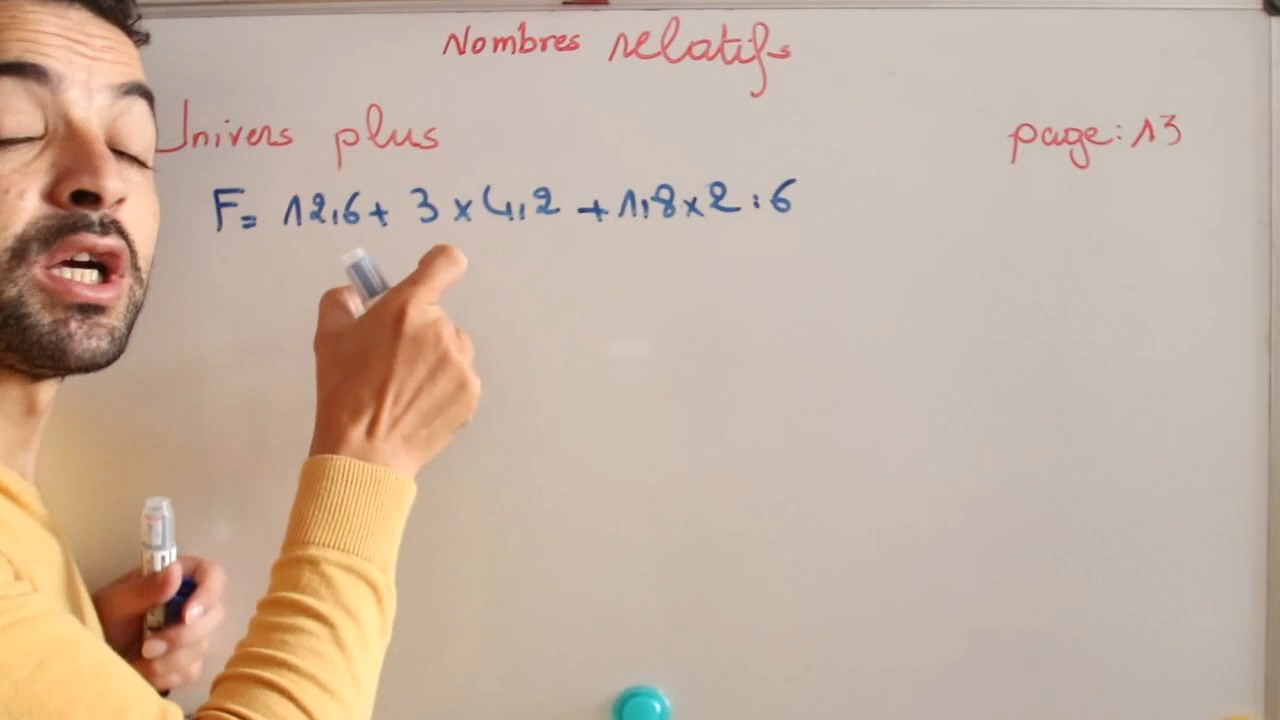 Nombres relatifs
Univers plus
page: 13
F= 12,6+ 3 x 4,2 + 1,8 x 2 : 6